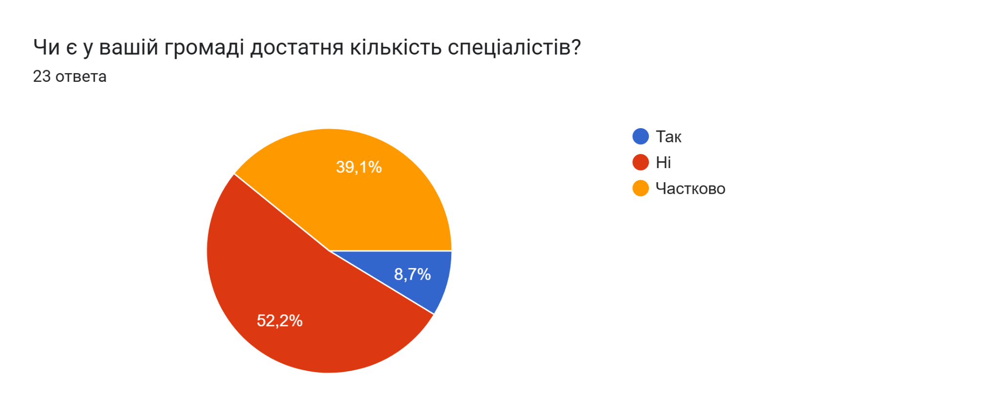 Чи є у вашій громаді достатня кількість спеціалістів?
23 ответа
39,1%
8,7%
52,2%
Так
Ні
Частково